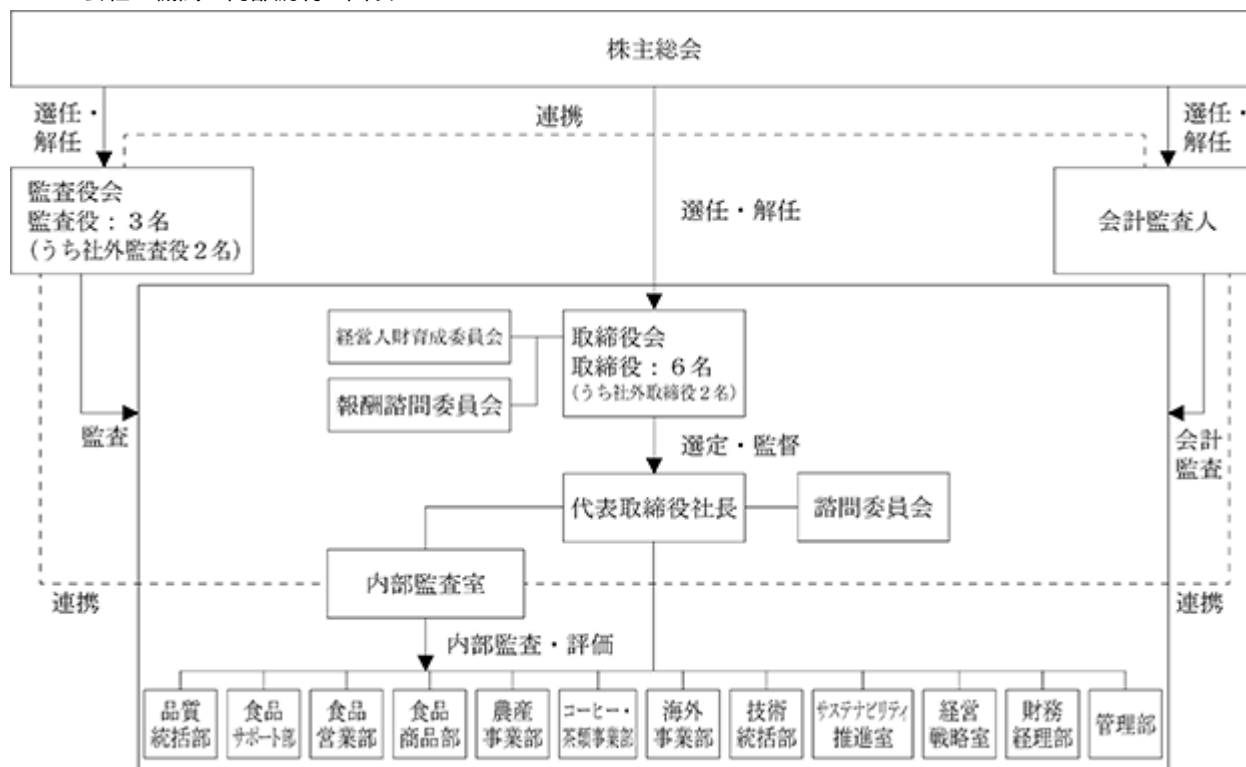 株主総会
選任・
解任
連携
選任・
解任
監査役会
監査役：3名
(うち社外監査役2名)
選任・解任
会計監査人
経営人財育成委員会
取締役会
取締役：6名
(うち社外取締役2名)
報酬諮問委員会
監査
選定・監督
会計
監査
代表取締役社長
諮問委員会
内部監査室
連携
連携
内部監査・評価
品質
統括部
食品
サポート部
食品
営業部
食品
商品部
農産
事業部
コーヒー・
茶類事業部
海外
事業部
技術
統括部
サステナビリティ
推進室
経営
戦略室
財務
経理部
管理部